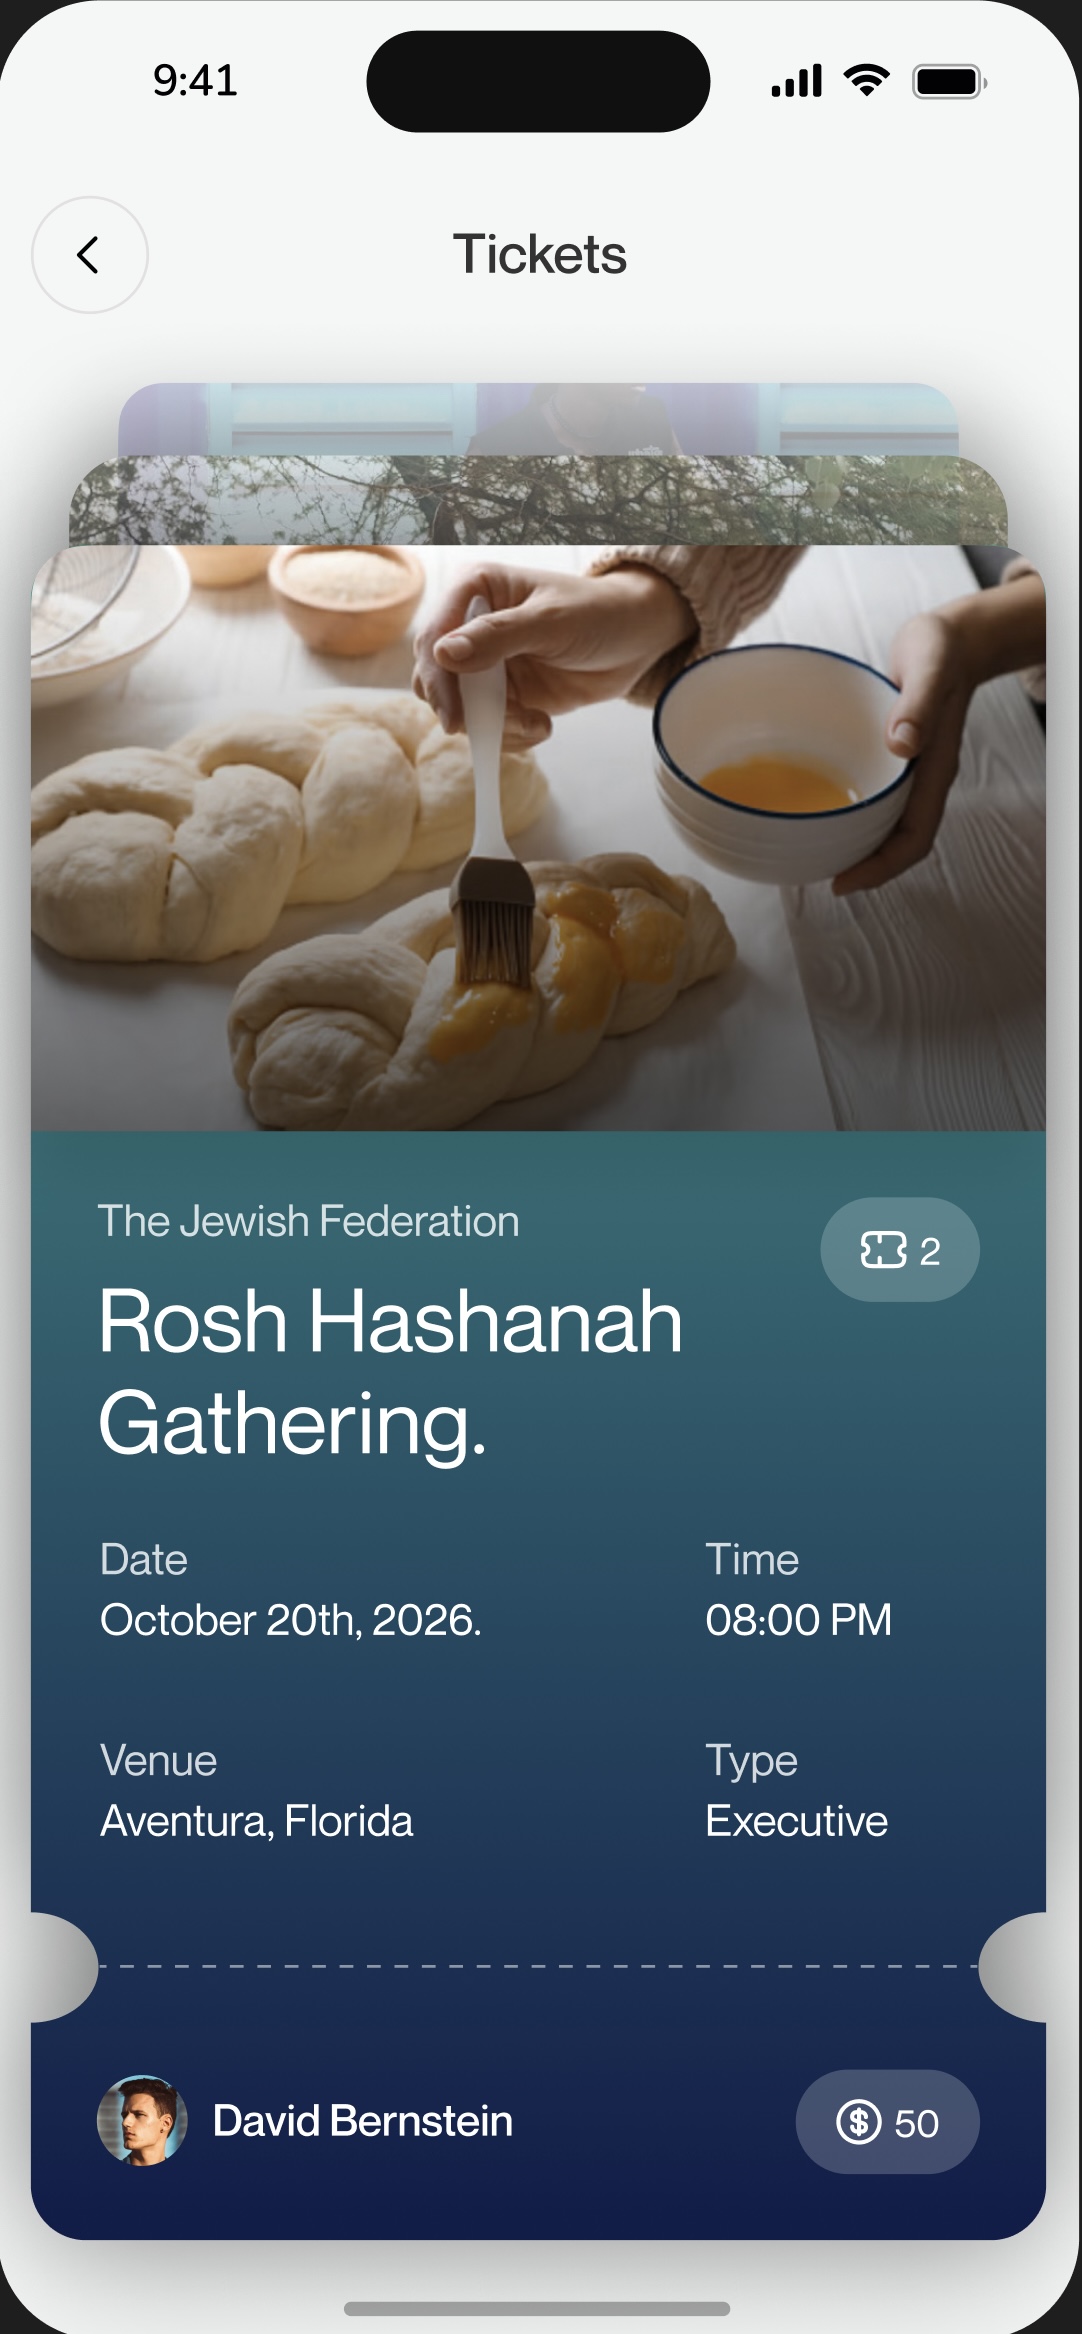 9:41
Tickets
The Jewish Federation
2
Rosh Hashanah
Gathering.
Date
Time
October 20th, 2026.
08:00 PM
Venue
Type
Aventura, Florida
Executive
David Bernstein
$ 50